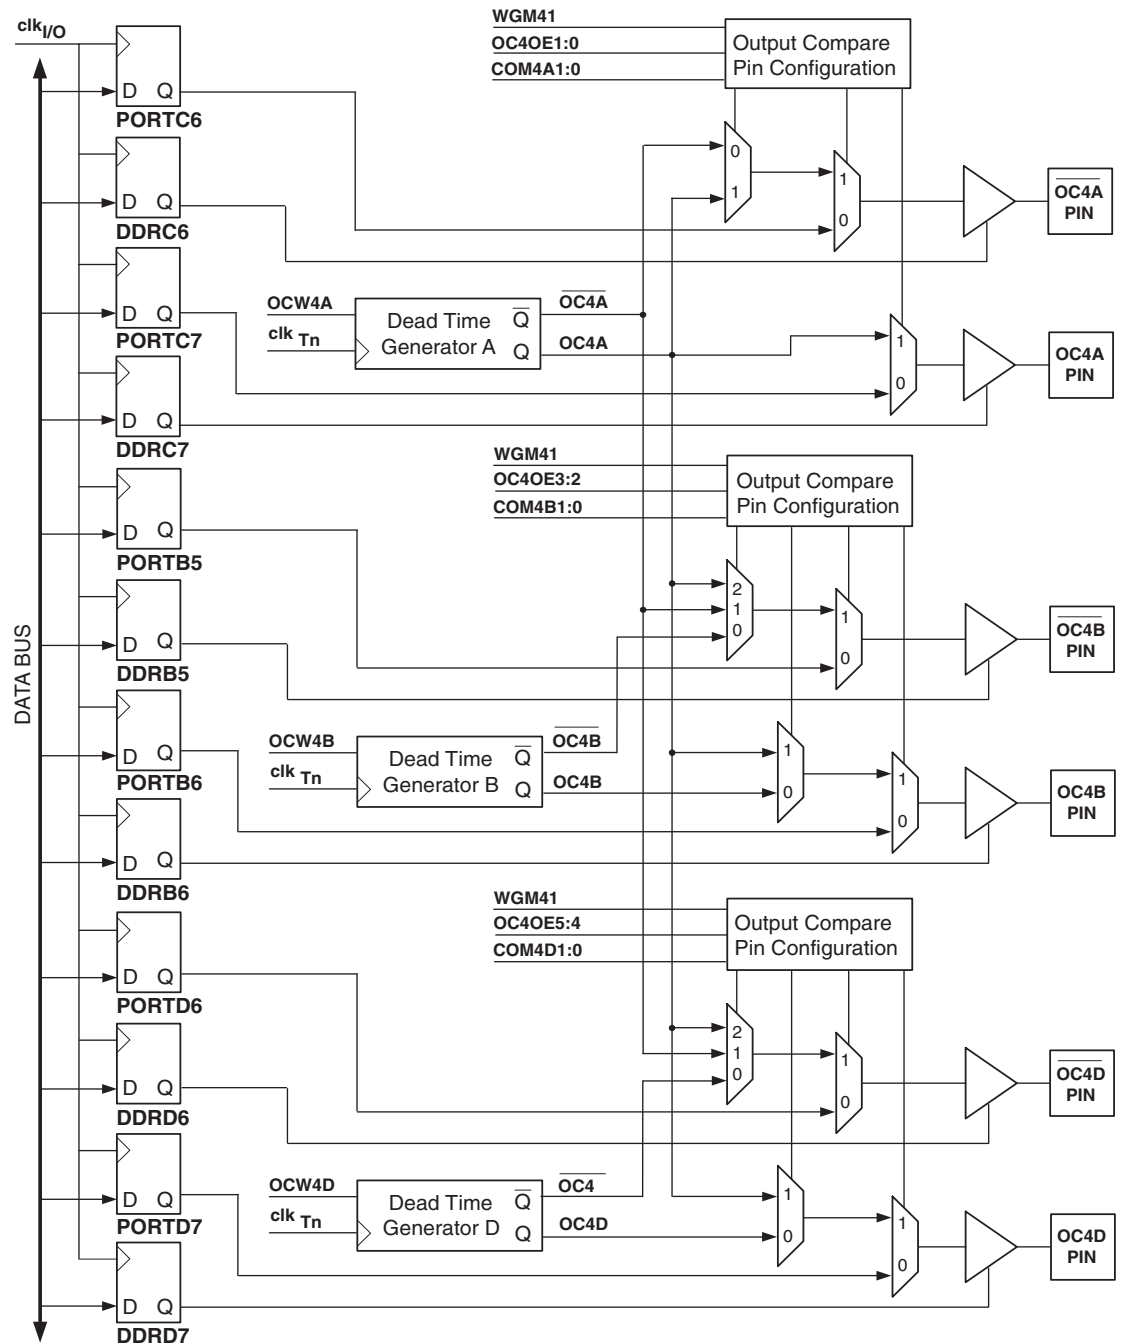 clkI/O
WGM41
OC4OE1:0
COM4A1:0
Output Compare
Pin Configuration
D Q
PORTC6
0
1
1
0
OC4A
PIN
D Q
DDRC6
D Q
PORTC7
OCW4A
clk Tn
Dead Time
Generator A
Q
Q
OC4A
OC4A
1
0
OC4A
PIN
D Q
DDRC7
WGM41
OC4OE3:2
COM4B1:0
Output Compare
Pin Configuration
D Q
PORTB5
2
1
0
1
0
OC4B
PIN
D Q
DDRB5
DATA BUS
D Q
PORTB6
OCW4B
clk Tn
Dead Time
Generator B
Q
Q
OC4B
OC4B
1
0
1
0
OC4B
PIN
D Q
DDRB6
WGM41
OC4OE5:4
COM4D1:0
Output Compare
Pin Configuration
D Q
PORTD6
2
1
0
1
0
OC4D
PIN
D Q
DDRD6
D Q
PORTD7
OCW4D
clk Tn
Dead Time
Generator D
Q
Q
OC4
OC4D
1
0
1
0
OC4D
PIN
D Q
DDRD7